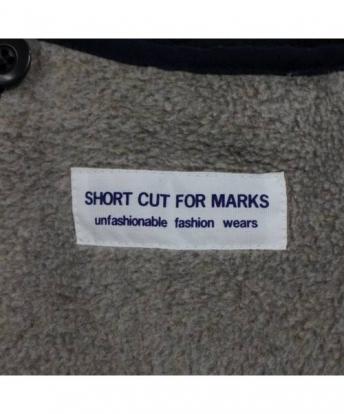 SHORT CUT FOR MARKS
unfashionable fashion wears